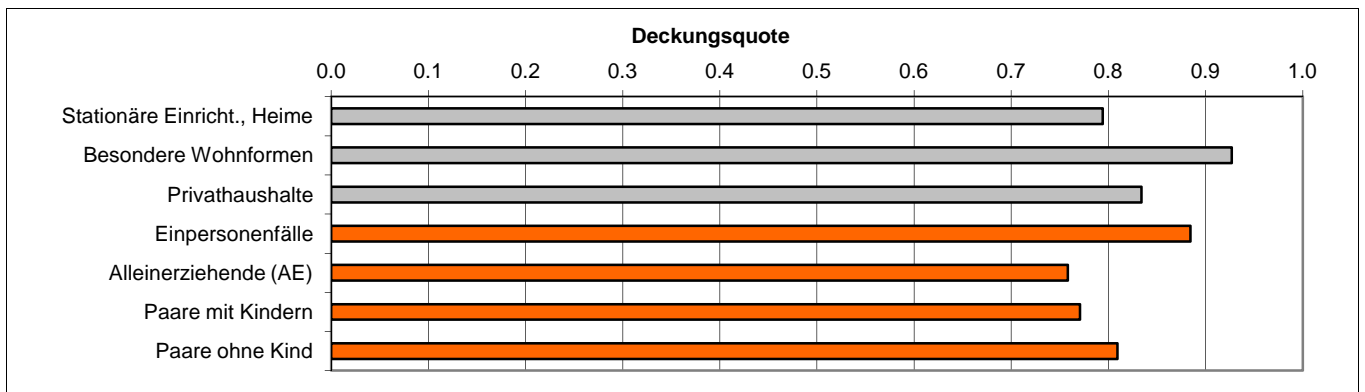 Deckungsquote
0.0 0.1 0.2 0.3 0.4 0.5 0.6 0.7 0.8 0.9 1.0
Stationäre Einricht., Heime
Besondere Wohnformen
Privathaushalte
Einpersonenfälle
Alleinerziehende (AE)
Paare mit Kindern
Paare ohne Kind